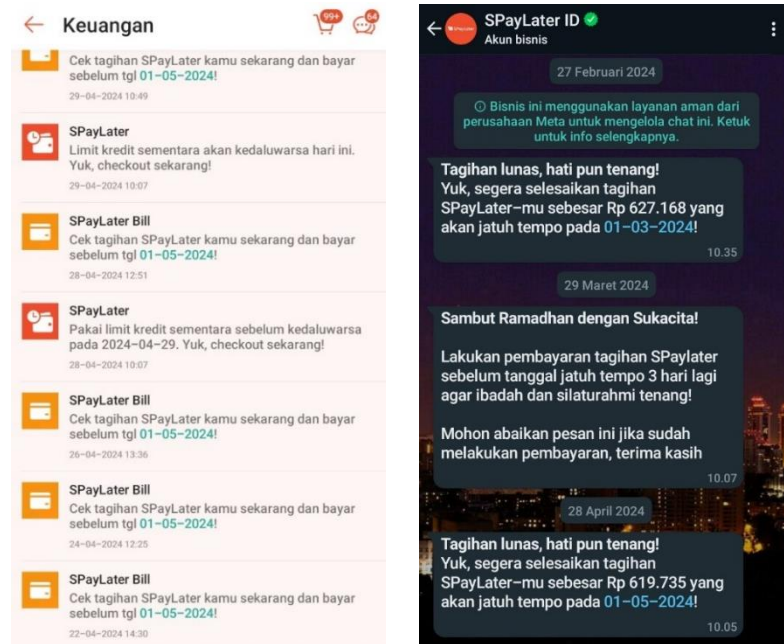 Keuangan
99+
64
Cek tagihan SPayLater kamu sekarang dan bayar
sebelum tgl 01-05-2024!
29-04-2024 10:49
SPayLater
Limit kredit sementara akan kedaluwarsa hari ini.
Yuk, checkout sekarang!
29-04-2024 10:07
SPayLater Bill
Cek tagihan SPayLater kamu sekarang dan bayar
sebelum tgl 01-05-2024!
28-04-2024 12:51
SPayLater
Pakai limit kredit sementara sebelum kedaluwarsa
pada 2024-04-29. Yuk, checkout sekarang!
28-04-2024 10:07
SPayLater Bill
Cek tagihan SPayLater kamu sekarang dan bayar
sebelum tgl 01-05-2024!
26-04-2024 13:36
SPayLater Bill
Cek tagihan SPayLater kamu sekarang dan bayar
sebelum tgl 01-05-2024!
24-04-2024 12:25
SPayLater Bill
Cek tagihan SPayLater kamu sekarang dan bayar
sebelum tgl 01-05-2024!
22-04-2024 14:30
SPayLater ID
Akun bisnis
27 Februari 2024
Bisnis ini menggunakan layanan aman dari
perusahaan Meta untuk mengelola chat ini. Ketuk
untuk info selengkapnya.
Tagihan lunas, hati pun tenang!
Yuk, segera selesaikan tagihan
SPayLater-mu sebesar Rp 627.168 yang
akan jatuh tempo pada 01-03-2024!
10.35
29 Maret 2024
Sambut Ramadhan dengan Sukacita!
Lakukan pembayaran tagihan SPaylater
sebelum tanggal jatuh tempo 3 hari lagi
agar ibadah dan silaturahmi tenang!
Mohon abaikan pesan ini jika sudah
melakukan pembayaran, terima kasih
10.07
28 April 2024
Tagihan lunas, hati pun tenang!
Yuk, segera selesaikan tagihan
SPayLater-mu sebesar Rp 619.735 yang
akan jatuh tempo pada 01-05-2024!
10.05